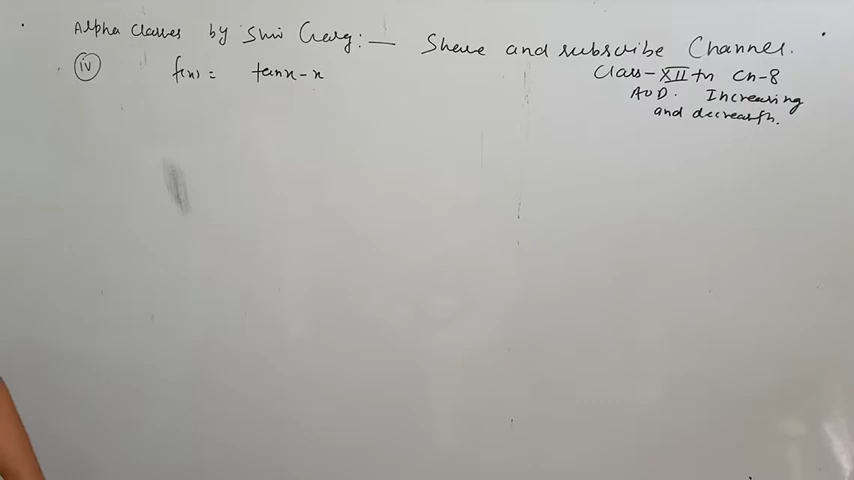 Alpha Classes by Shiv Garg:— Share and subscribe Channel.
(iv) f(x) = tanx - x
Class-XII th Ch-8
AOD. Increasing
and decreasing.